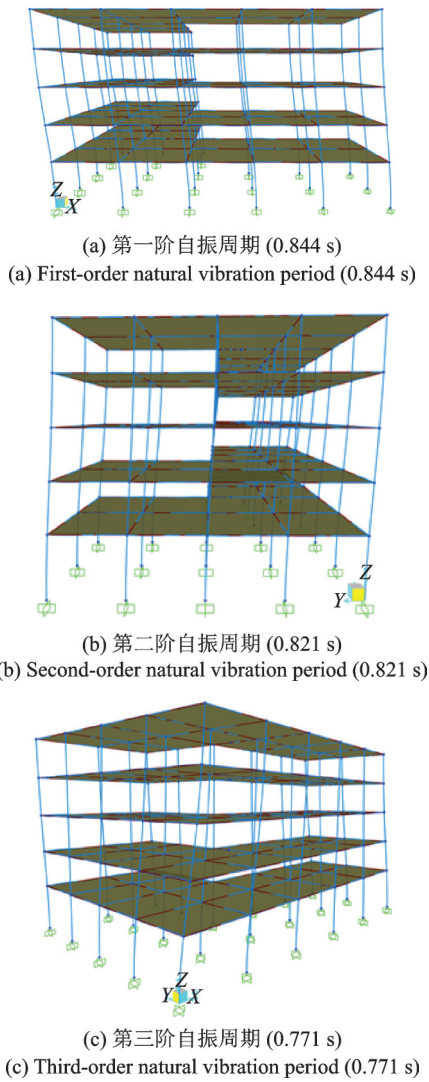 Z
X
(a) 第一阶自振周期 (0.844 s)
(a) First-order natural vibration period (0.844 s)
Z
Y
(b) 第二阶自振周期 (0.821 s)
(b) Second-order natural vibration period (0.821 s)
Z
Y X
(c) 第三阶自振周期 (0.771 s)
(c) Third-order natural vibration period (0.771 s)